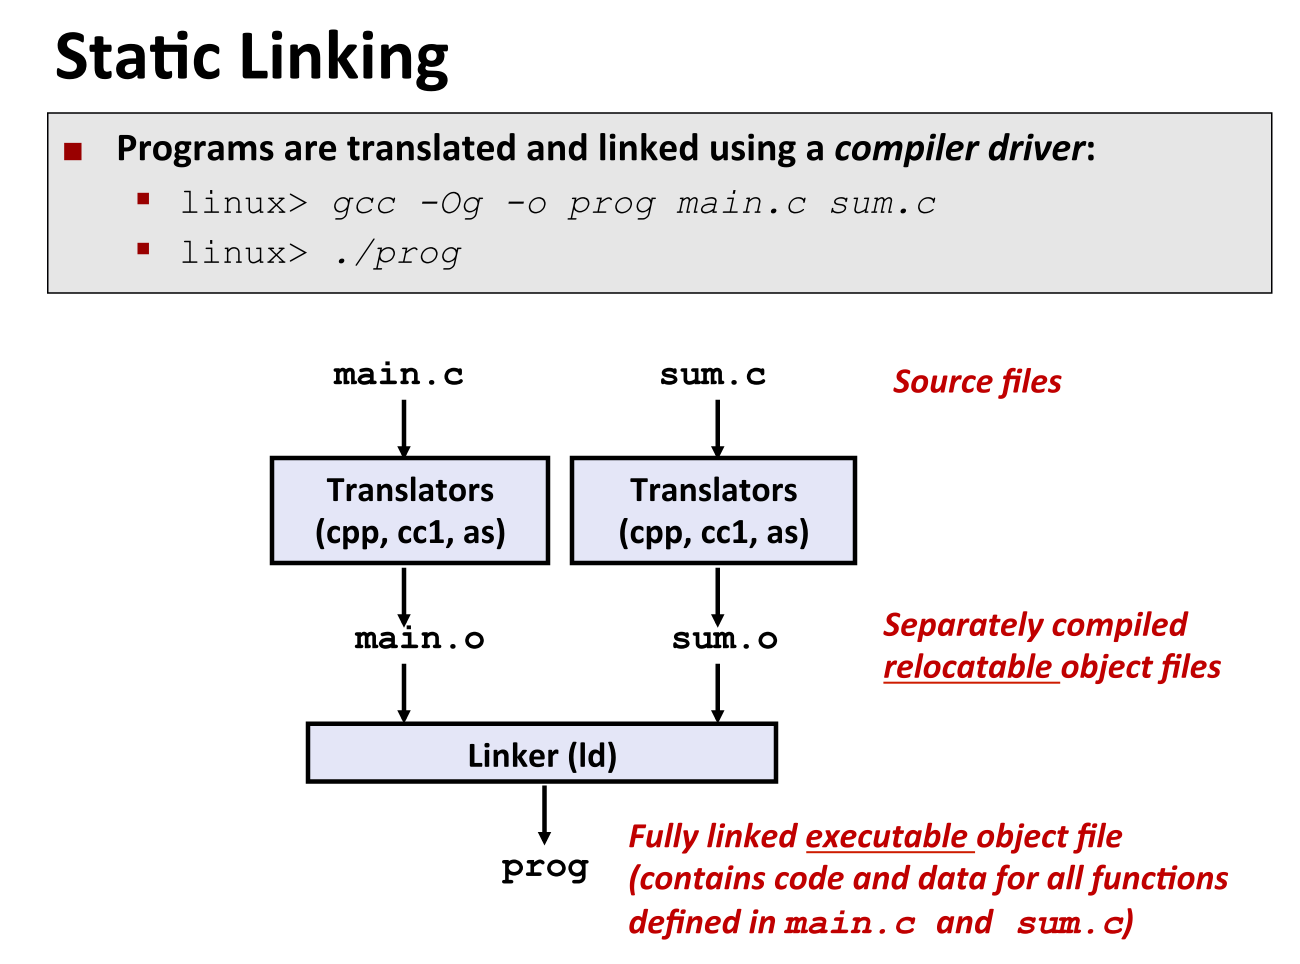 Static Linking
Programs are translated and linked using a compiler driver:
linux> gcc -Og -o prog main.c sum.c
linux> ./prog
main.c
sum.c
Source files
Translators
(cpp, cc1, as)
Translators
(cpp, cc1, as)
main.o
sum.o
Separately compiled
relocatable object files
Linker (ld)
prog
Fully linked executable object file
(contains code and data for all functions
defined in main.c and sum.c)